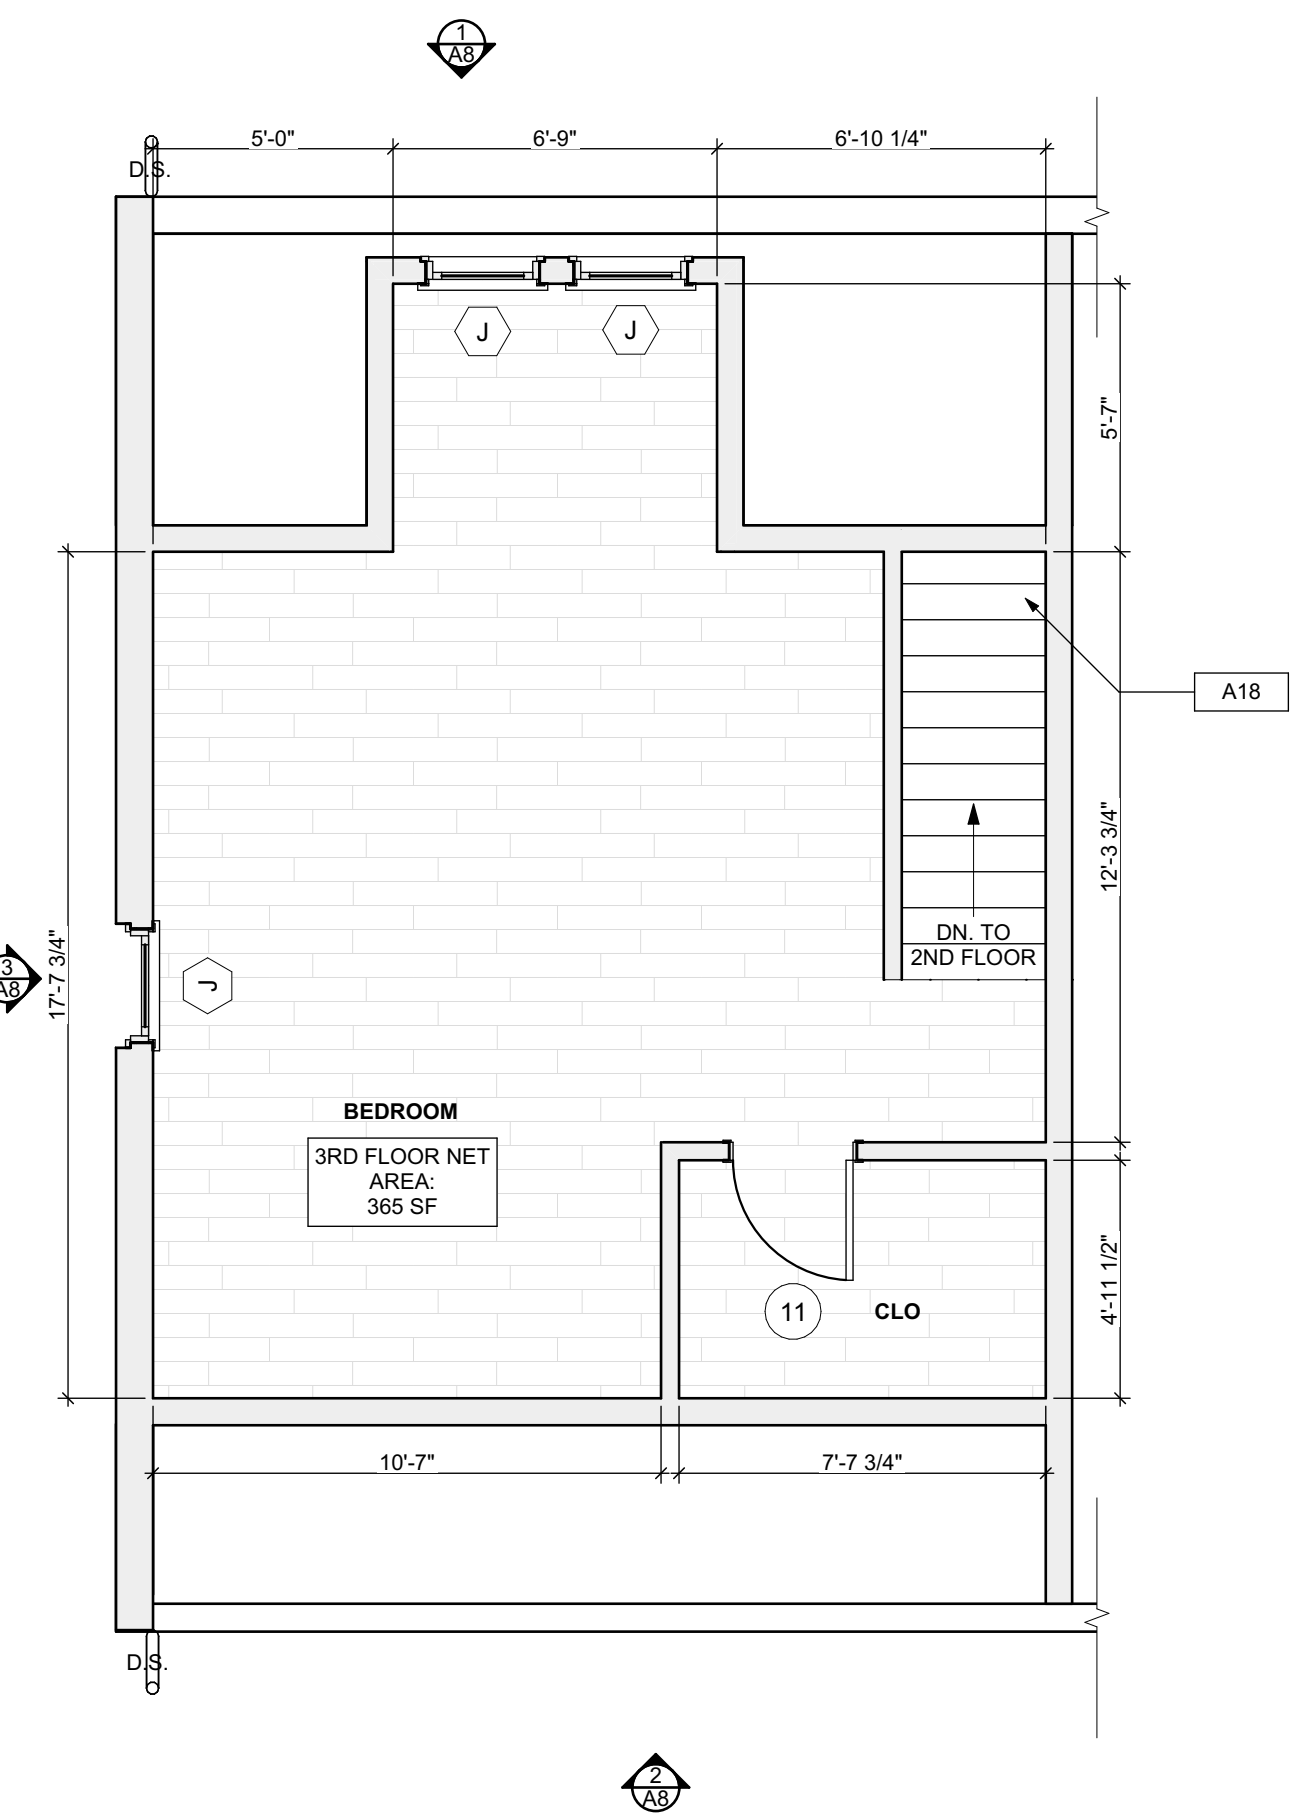 1
A8
5'-0"
6'-9"
6'-10 1/4"
D.S.
J
J
5'-7"
A18
12'-3 3/4"
17'-7 3/4"
DN. TO
2ND FLOOR
3
A8
J
BEDROOM
3RD FLOOR NET
AREA:
365 SF
4'-11 1/2"
11
CLO
10'-7"
7'-7 3/4"
D.S.
2
A8